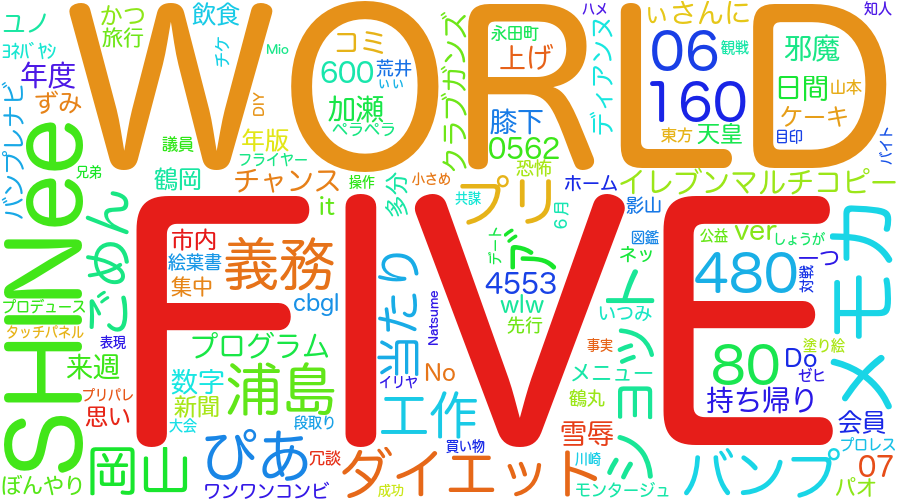 ユノ
かつ
飲食
コミ
永田町
ハメ
ぃ
さんに
知人
WORLD
ﾖﾈﾊﾞﾔｼ
旅行
チケ
Mio
600
荒井
いい
クラブガンズ
上げ
ディアンヌ
06
観戦
邪魔
年度
ずみ
DIY
加瀬
ペラペラ
膝下
160
日間
山本
ケーキ
バンプレナビ
議員
年版
フライヤー
0562
東方
天皇
目印
バイト
SHINee
兄弟
鶴岡
チャンス
操作
小さめ
恐怖
ホーム
イレブンマルチコピー
ごめん
it
多分
共謀
プリ
6月
影山
FIVE
市内
義務
デート
図鑑
公益
ver
しょうが
メモカ
絵葉書
集中
cbgl
当たり
4553
ネッ
480
一つ
プロデュース
タッチパネル
表現
Natsume
wlw
先行
いつみ
ショット
来週
プログラム
事実
塗り絵
プリパレ
数字
イリヤ
No
メニュー
80
Do
ゼヒ
思い
新聞
浦島
工作
鶴丸
持ち帰り
大会
段取り
雪辱
会員
岡山
ぴあ
冗談
買い物
川崎
プロレス
ダイエット
バンプ
07
ぼんやり
ワンワンコンビ
成功
モンタージュ
パオ